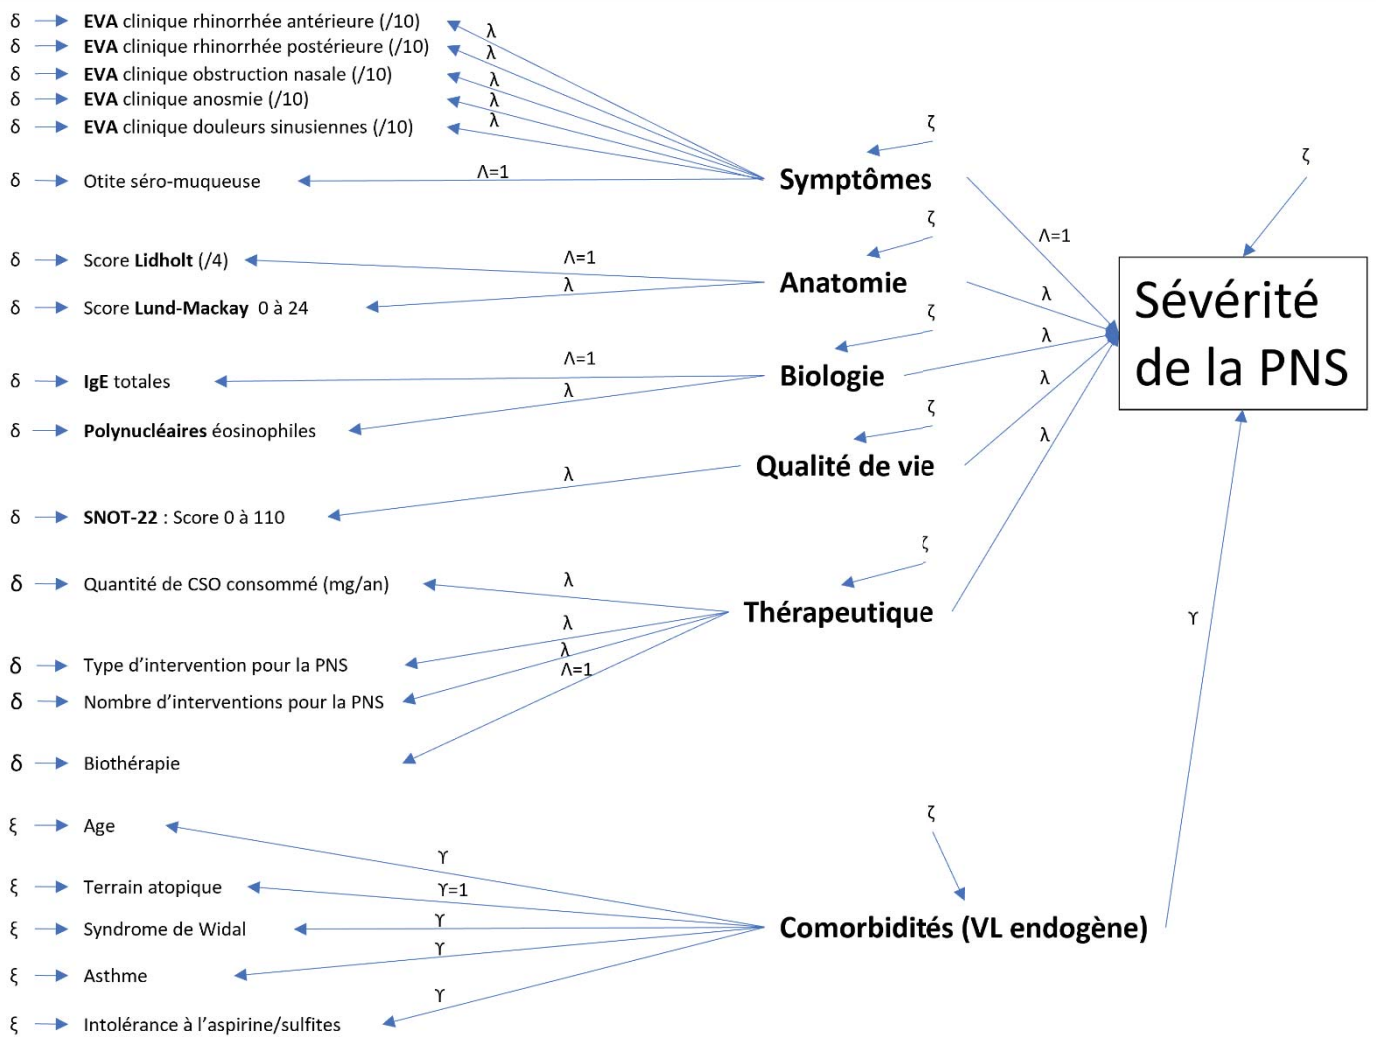 δ EVA clinique rhinorrhée antérieure (/10)
λ
δ EVA clinique rhinorrhée postérieure (/10)
λ
δ EVA clinique obstruction nasale (/10)
λ
δ EVA clinique anosmie (/10)
λ
δ EVA clinique douleurs sinusiennes (/10)
λ
ζ
δ Otite séro-muqueuse
Λ=1
Symptômes
ζ
ζ
Λ=1
δ Score Lidholt (/4)
Λ=1
Anatomie
λ
δ Score Lund-Mackay 0 à 24
λ
ζ
λ
Sévérité
de la PNS
δ IgE totales
Λ=1
Biologie
λ
δ Polynucléaires éosinophiles
λ
ζ
λ
Qualité de vie
λ
δ SNOT-22 : Score 0 à 110
ζ
δ Quantité de CSO consommé (mg/an)
λ
Thérapeutique
ϒ
λ
δ Type d’intervention pour la PNS
λ
δ Nombre d’interventions pour la PNS
Λ=1
δ Biothérapie
ξ Age
ζ
ϒ
ξ Terrain atopique
ϒ=1
ξ Syndrome de Widal
ϒ
Comorbidités (VL endogène)
ξ Asthme
ϒ
ξ Intolérance à l’aspirine/sulfites
ϒ